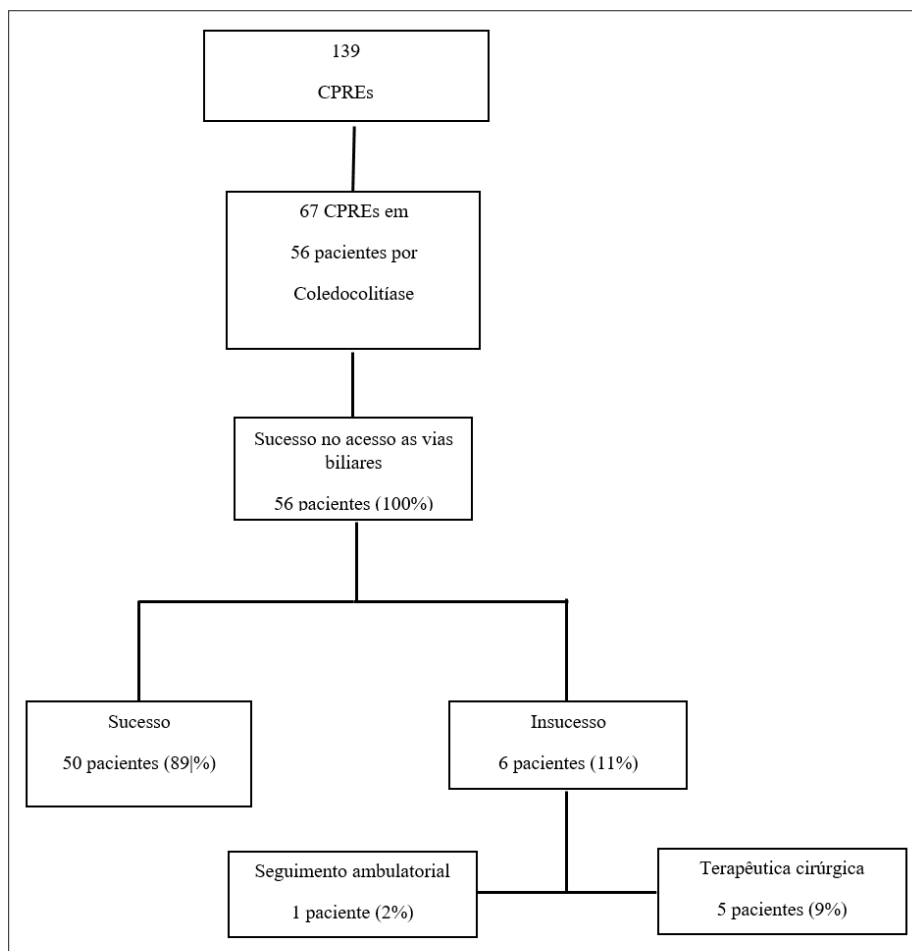 139
CPREs
67 CPREs em
56 pacientes por
Coledocolitíase
Sucesso no acesso as vias
biliares
56 pacientes (100%)
Sucesso
50 pacientes (89|%)
Insucesso
6 pacientes (11%)
Seguimento ambulatorial
1 paciente (2%)
Terapêutica cirúrgica
5 pacientes (9%)